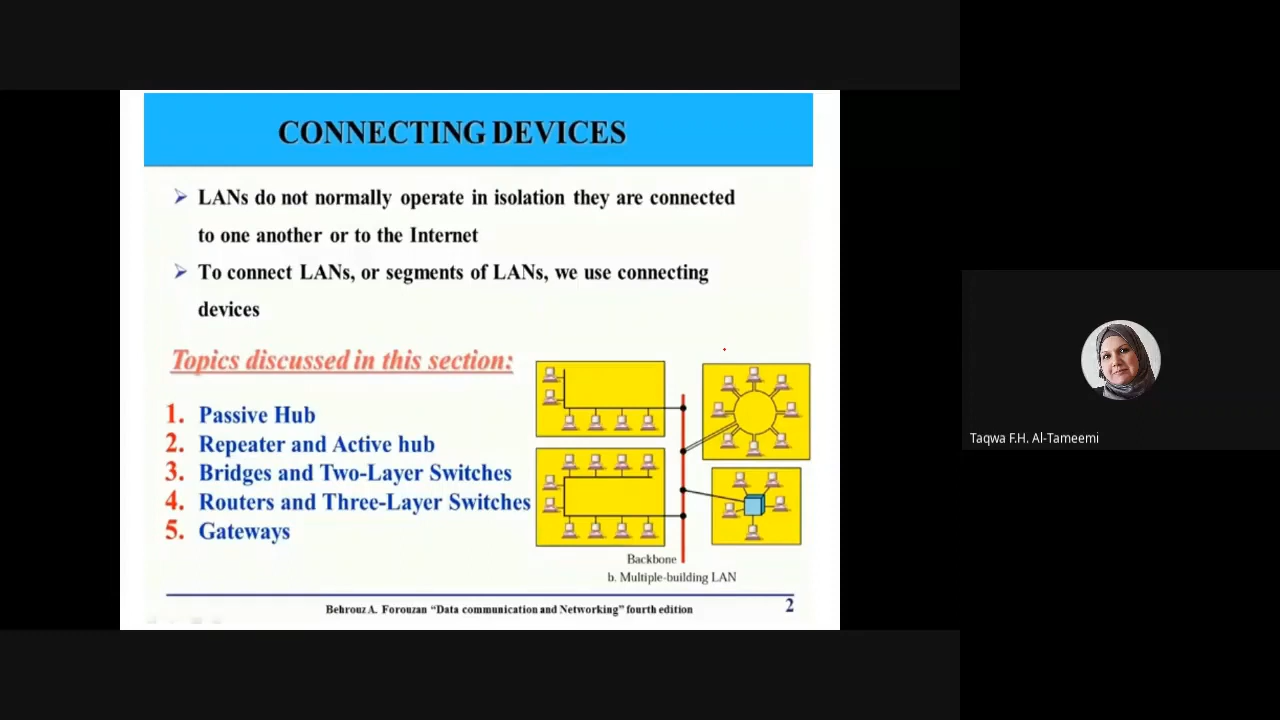 CONNECTING DEVICES
➢ LANs do not normally operate in isolation they are connected
to one another or to the Internet
➢ To connect LANs, or segments of LANs, we use connecting
devices
Topics discussed in this section:
1. Passive Hub
2. Repeater and Active hub
3. Bridges and Two-Layer Switches
4. Routers and Three-Layer Switches
5. Gateways
Backbone
b. Multiple-building LAN
Behrouz A. Forouzan “Data communication and Networking” fourth edition
2
Taqwa F.H. Al-Tameemi